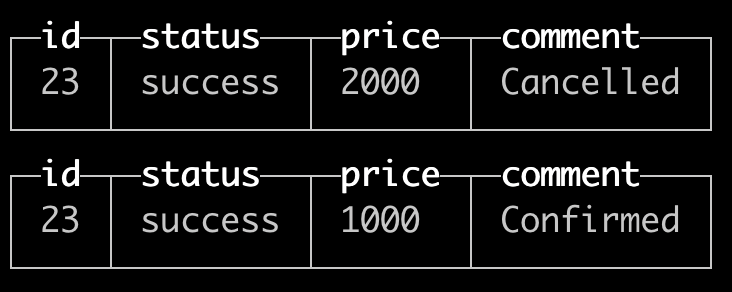 id status price comment
23 success 2000 Cancelled
id status price comment
23 success 1000 Confirmed